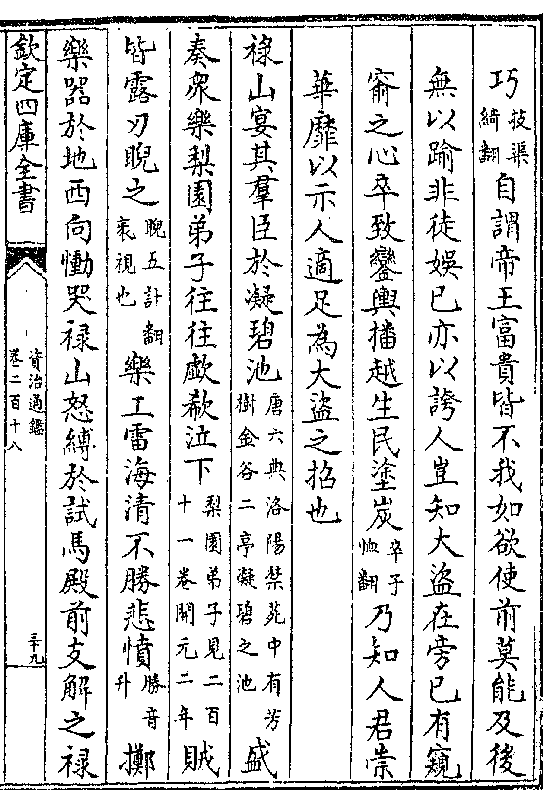 巧技渠綺翻自謂帝王富貴皆不我如欲使前莫能及後
無以踰非徒娛已亦以誇人豈知大盜在旁已有窺
窬之心卒致鑾輿播越生民塗炭卒子恤翻乃知人君崇
華靡以示人適足為大盜之招也
禄山宴其羣臣於凝碧池唐六典洛陽禁苑中有芳樹金谷二亭凝碧之池盛
奏衆樂梨園弟子往往歔欷泣下梨園弟子見二百十一卷開元二年賊
皆露刃睨之睨五計翻衺視也樂工雷海清不勝悲憤勝音升擲
樂器於地西向慟哭禄山怒縛於試馬殿前支解之禄
欽定四庫全書
資治通鑑
卷二百十八
三十九